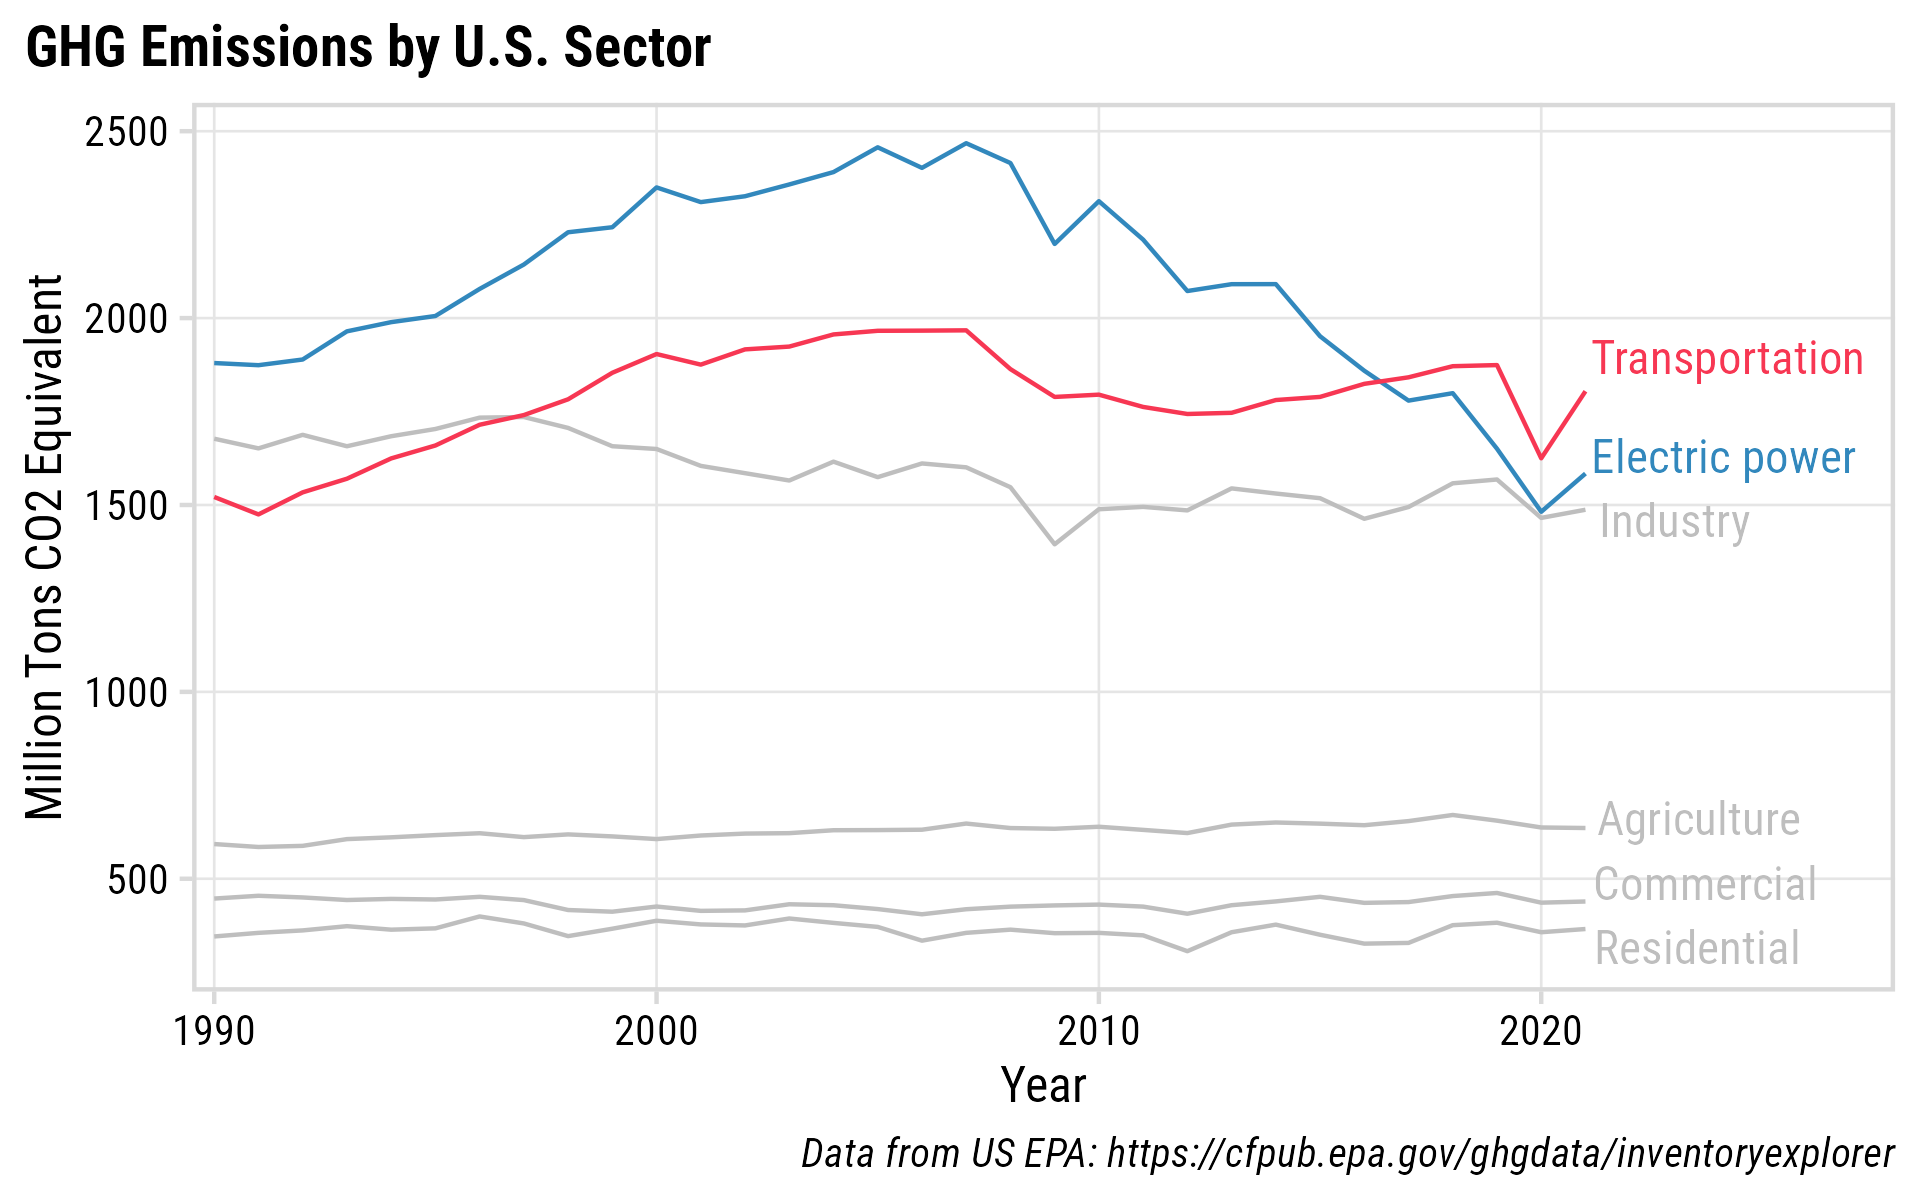 GHG Emissions by U.S. Sector
Million Tons CO2 Equivalent
2500
2000
1500
1000
500
Transportation
Electric power
Industry
Agriculture
Commercial
Residential
1990 2000 2010 2020
Year
Data from US EPA: https://cfpub.epa.gov/ghgdata/inventoryexplorer